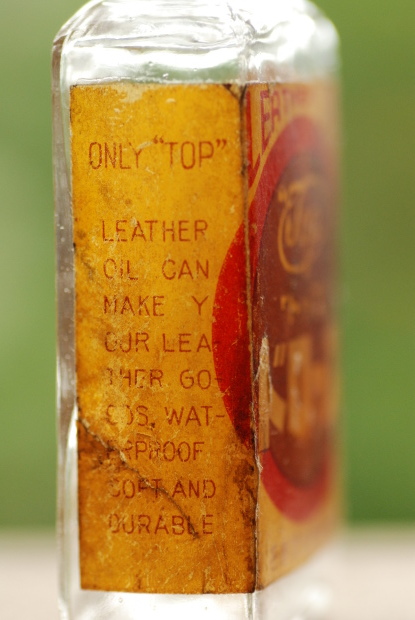 ONLY "TOP"
LEATHER
OIL CAN
MAKE Y
OUR LEA-
THER GO-
ODS, WAT-
ERPROOF
SOFT AND
DURABLE